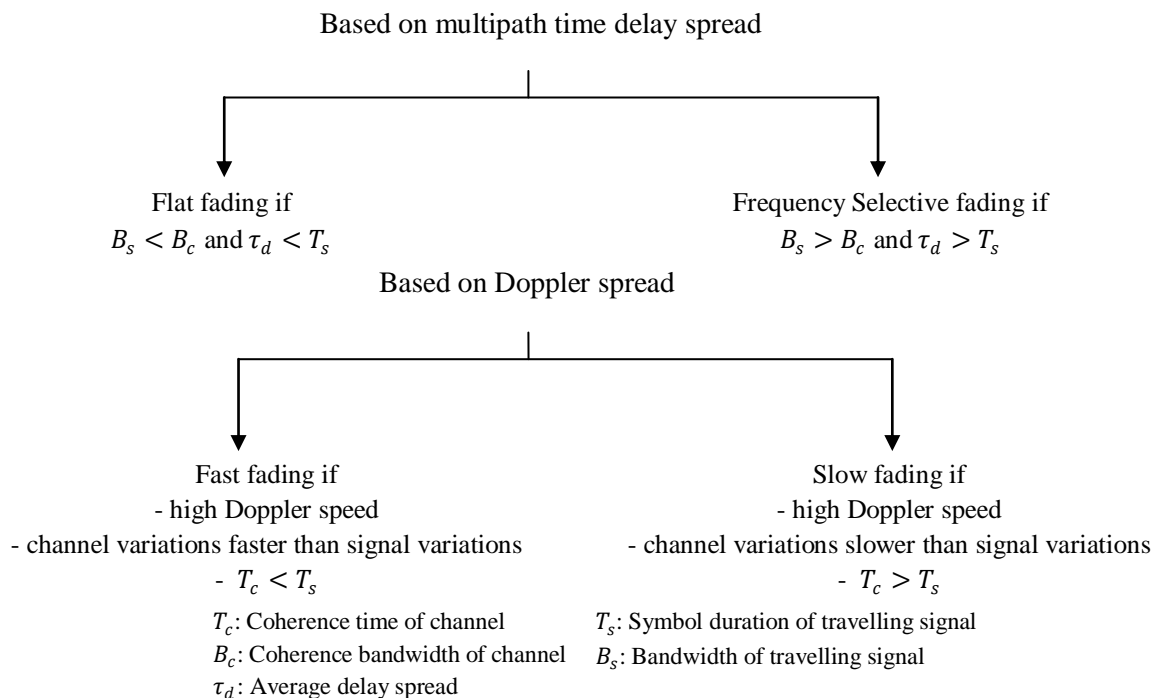 Based on multipath time delay spread
Flat fading if
B_s < B_c and τ_d < T_s
Frequency Selective fading if
B_s > B_c and τ_d > T_s
Based on Doppler spread
Fast fading if
- high Doppler speed
- channel variations faster than signal variations
- T_c < T_s
Slow fading if
- high Doppler speed
- channel variations slower than signal variations
- T_c > T_s
T_c: Coherence time of channel
B_c: Coherence bandwidth of channel
τ_d: Average delay spread
T_s: Symbol duration of travelling signal
B_s: Bandwidth of travelling signal